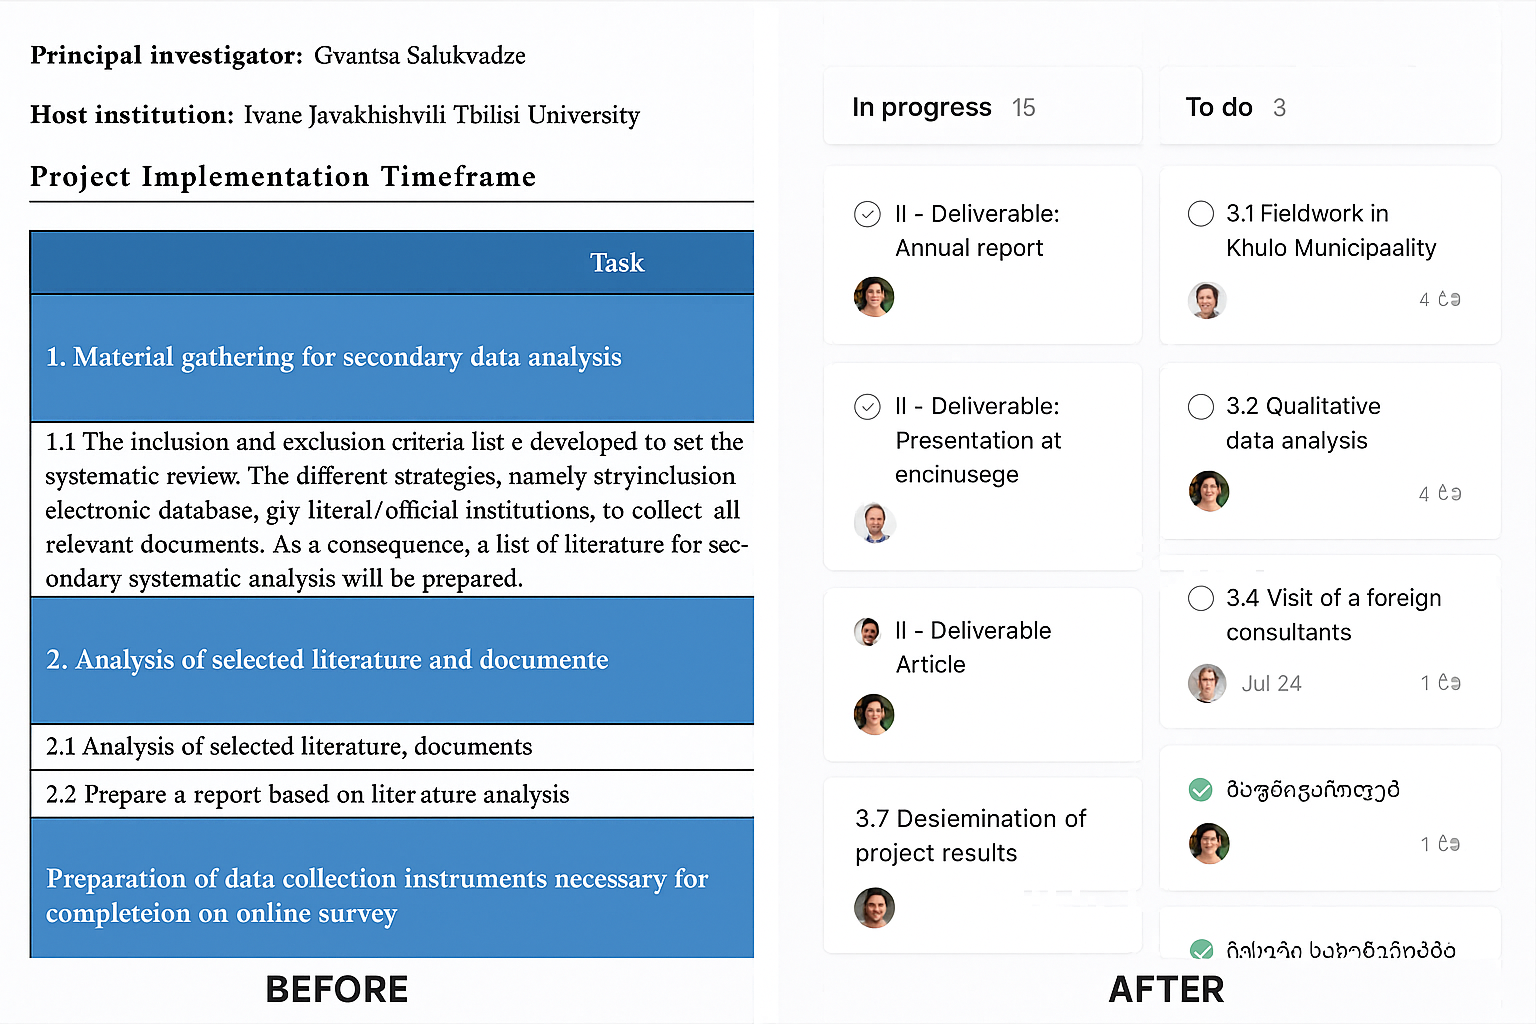 Principal investigator: Gvantsa Salukvadze
Host institution: Ivane Javakhishvili Tbilisi University
Project Implementation Timeframe
Task
1. Material gathering for secondary data analysis
1.1 The inclusion and exclusion criteria list e developed to set the
systematic review. The different strategies, namely stryinclusion
electronic database, giy literal/official institutions, to collect all
relevant documents. As a consequence, a list of literature for sec-
ondary systematic analysis will be prepared.
2. Analysis of selected literature and documente
2.1 Analysis of selected literature, documents
2.2 Prepare a report based on liter ature analysis
Preparation of data collection instruments necessary for
completeion on online survey
BEFORE
In progress 15
II - Deliverable:
Annual report
II - Deliverable:
Presentation at
encinusege
II - Deliverable
Article
3.7 Desiemination of
project results
To do 3
3.1 Fieldwork in
Khulo Municipaality
4
3.2 Qualitative
data analysis
4
3.4 Visit of a foreign
consultants
Jul 24 1
1
AFTER